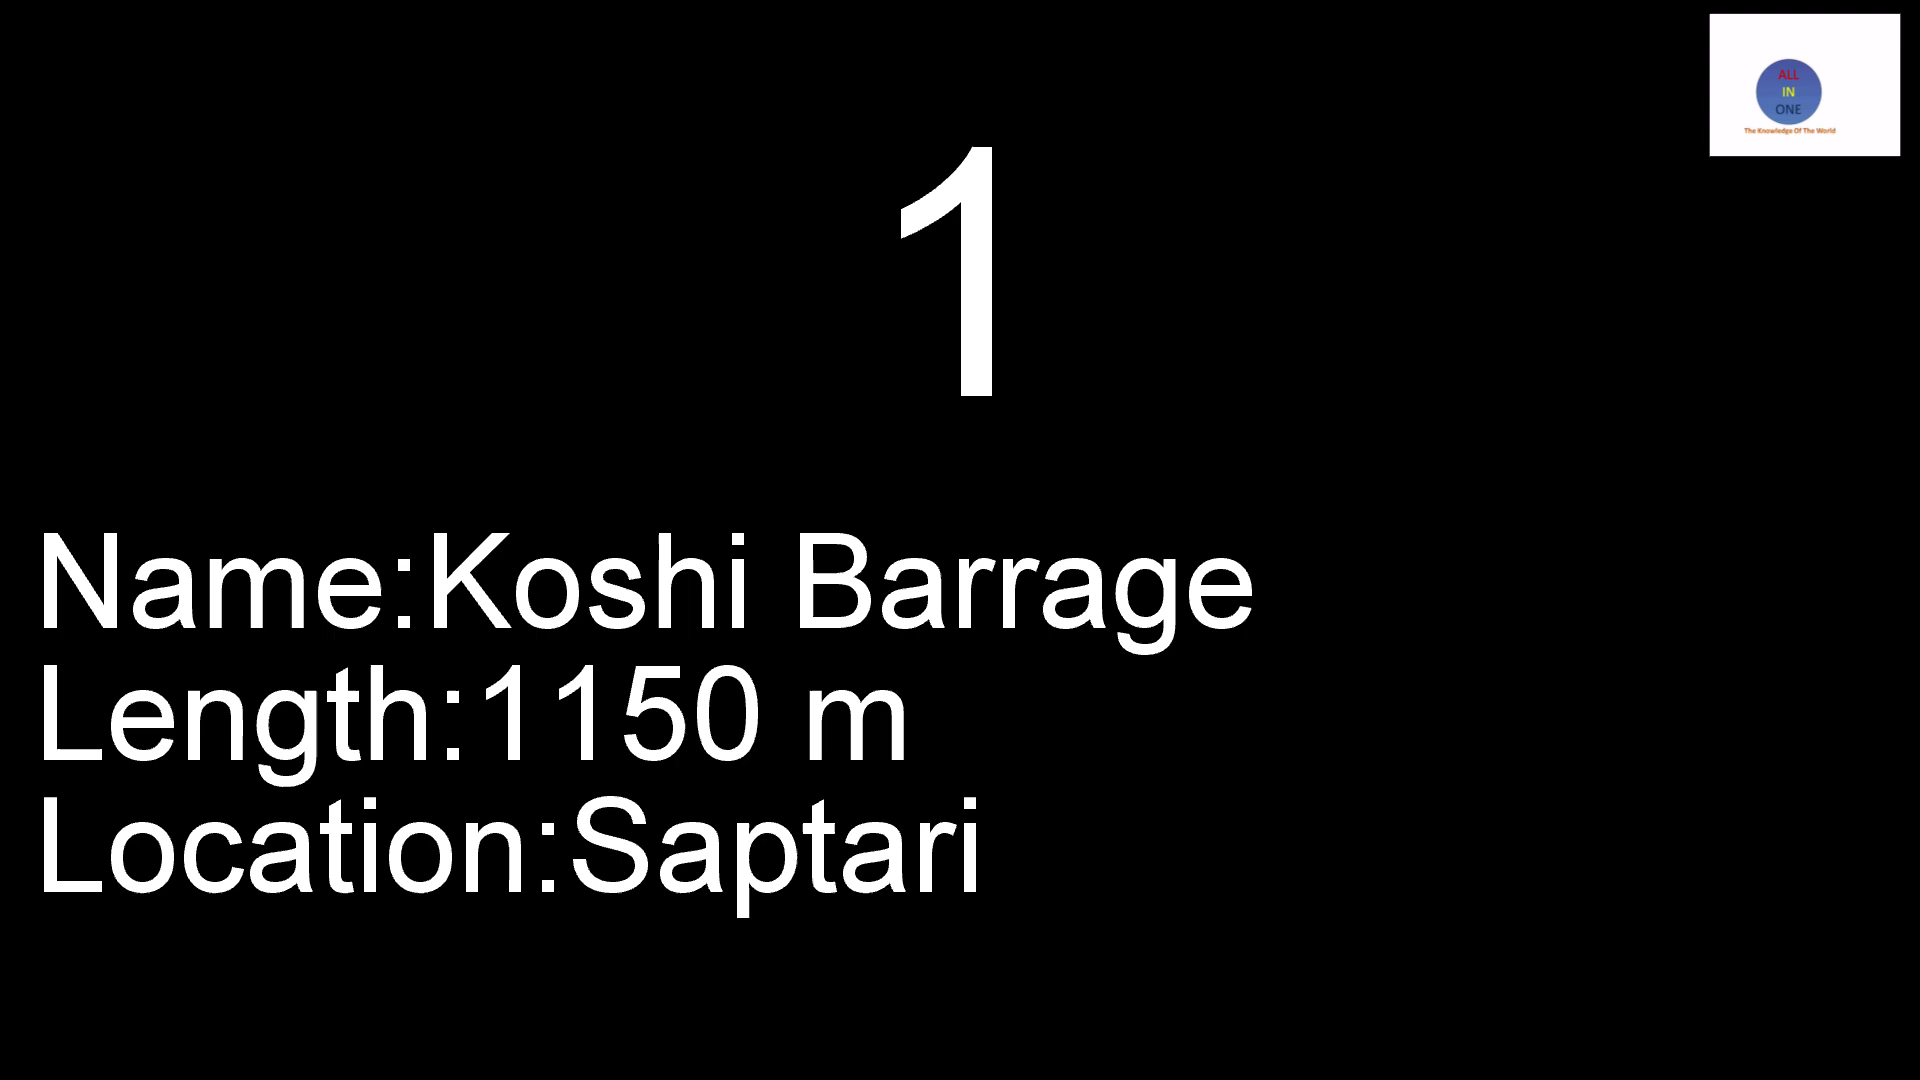 ALL
IN
ONE
The Knowledge Of The World
1
Name:Koshi Barrage
Length:1150 m
Location:Saptari